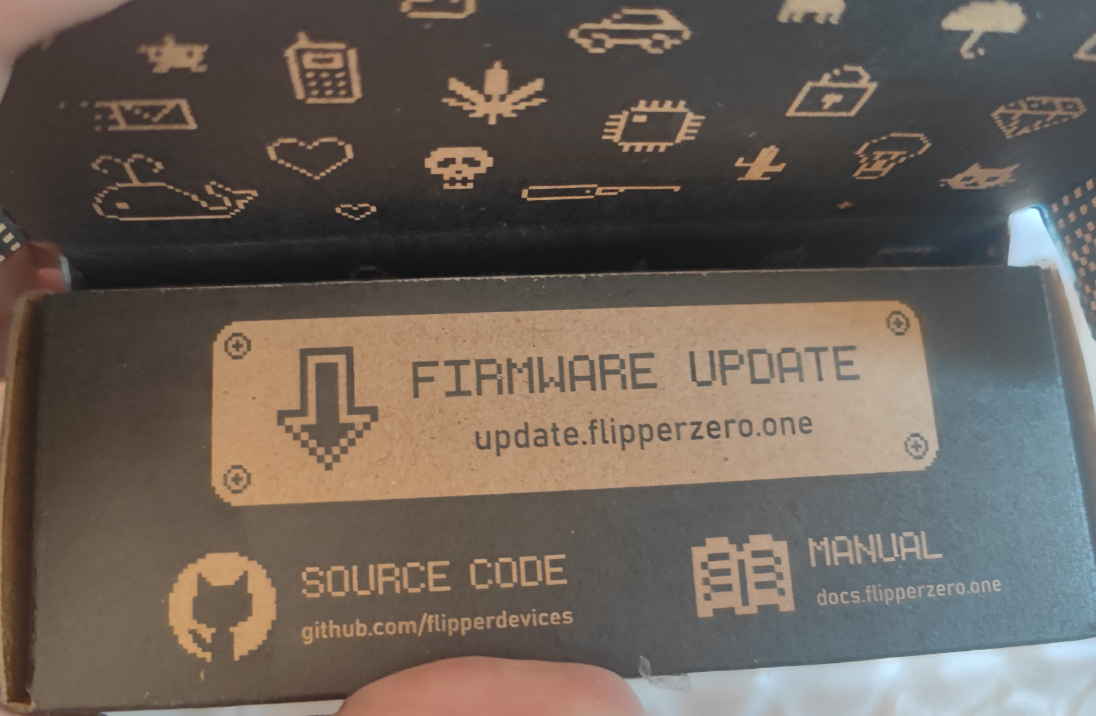 FIRMWARE UPDATE
update.flipperzero.one
SOURCE CODE
github.com/flipperdevices
MANUAL
docs.flipperzero.one